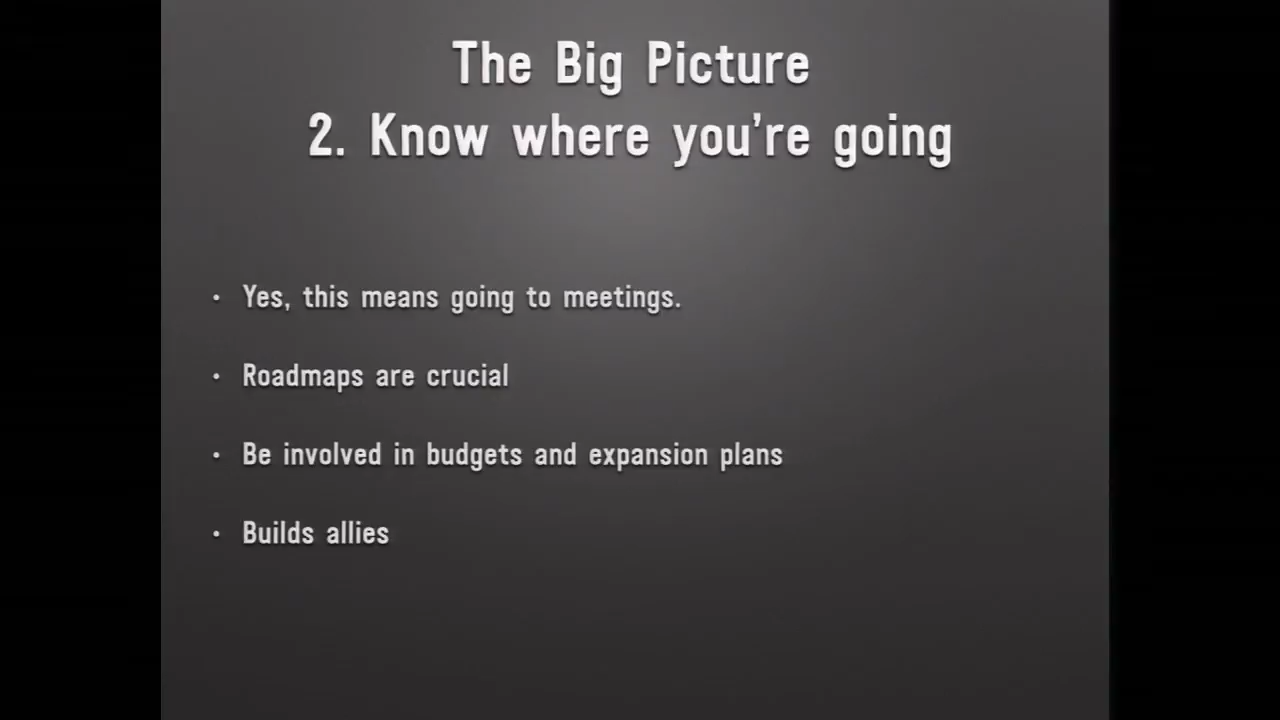 The Big Picture
2. Know where you're going
• Yes, this means going to meetings.
• Roadmaps are crucial
• Be involved in budgets and expansion plans
• Builds allies